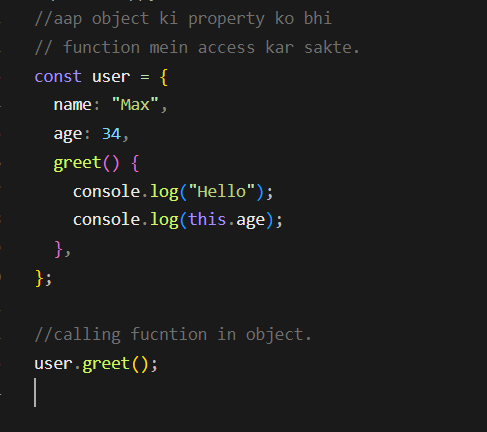 //aap object ki property ko bhi
// function mein access kar sakte.
const user = {
  name: "Max",
  age: 34,
  greet() {
    console.log("Hello");
    console.log(this.age);
  },
};

//calling fucntion in object.
user.greet();